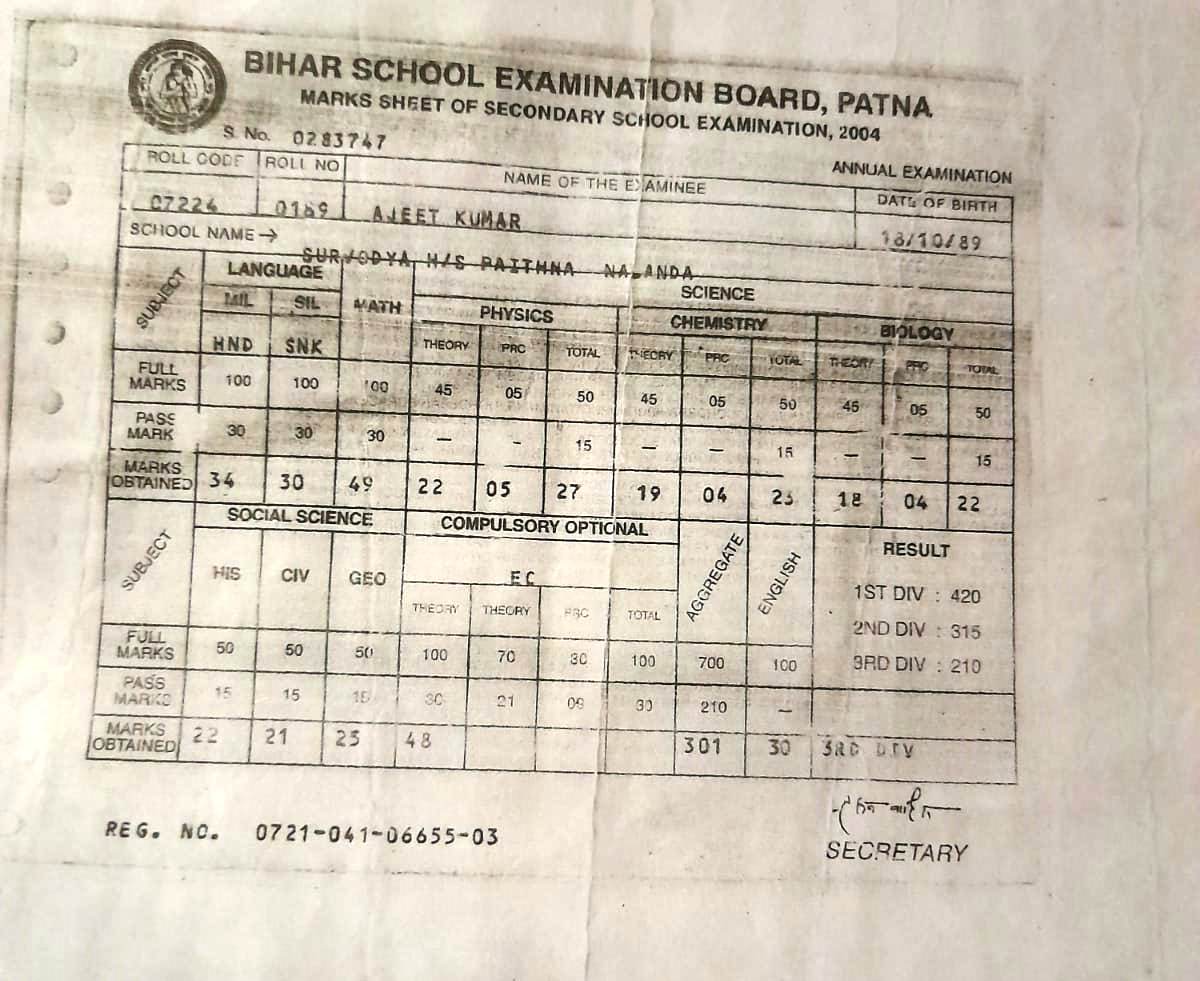 BIHAR SCHOOL EXAMINATION BOARD, PATNA
MARKS SHEET OF SECONDARY SCHOOL EXAMINATION, 2004
S. No. 0283747
ANNUAL EXAMINATION
ROLL CODE ROLL NO NAME OF THE EXAMINEE DATE OF BIRTH
07224 0189 AJEET KUMAR 18/10/89
SCHOOL NAME → SURVODYA H/S PAITHNA NALANDA
SUBJECT LANGUAGE MATH SCIENCE
MIL SIL PHYSICS CHEMISTRY BIOLOGY
HND SNK THEORY PRC TOTAL THEORY PRC TOTAL THEORY PRC TOTAL
FULL MARKS 100 100 100 45 05 50 45 05 50 45 05 50
PASS MARK 30 30 30 — - 15 — — 15 — — 15
MARKS OBTAINED 34 30 49 22 05 27 19 04 23 18 04 22
SUBJECT SOCIAL SCIENCE COMPULSORY OPTIONAL AGGREGATE ENGLISH RESULT
HIS CIV GEO EC
THEORY THEORY PRC TOTAL
1ST DIV : 420
2ND DIV : 315
3RD DIV : 210
FULL MARKS 50 50 50 100 70 30 100 700 100
PASS MARKS 15 15 15 30 21 09 30 210 —
MARKS OBTAINED 22 21 25 48 301 30 3RD DIV
REG. NO. 0721-041-06655-03
SECRETARY